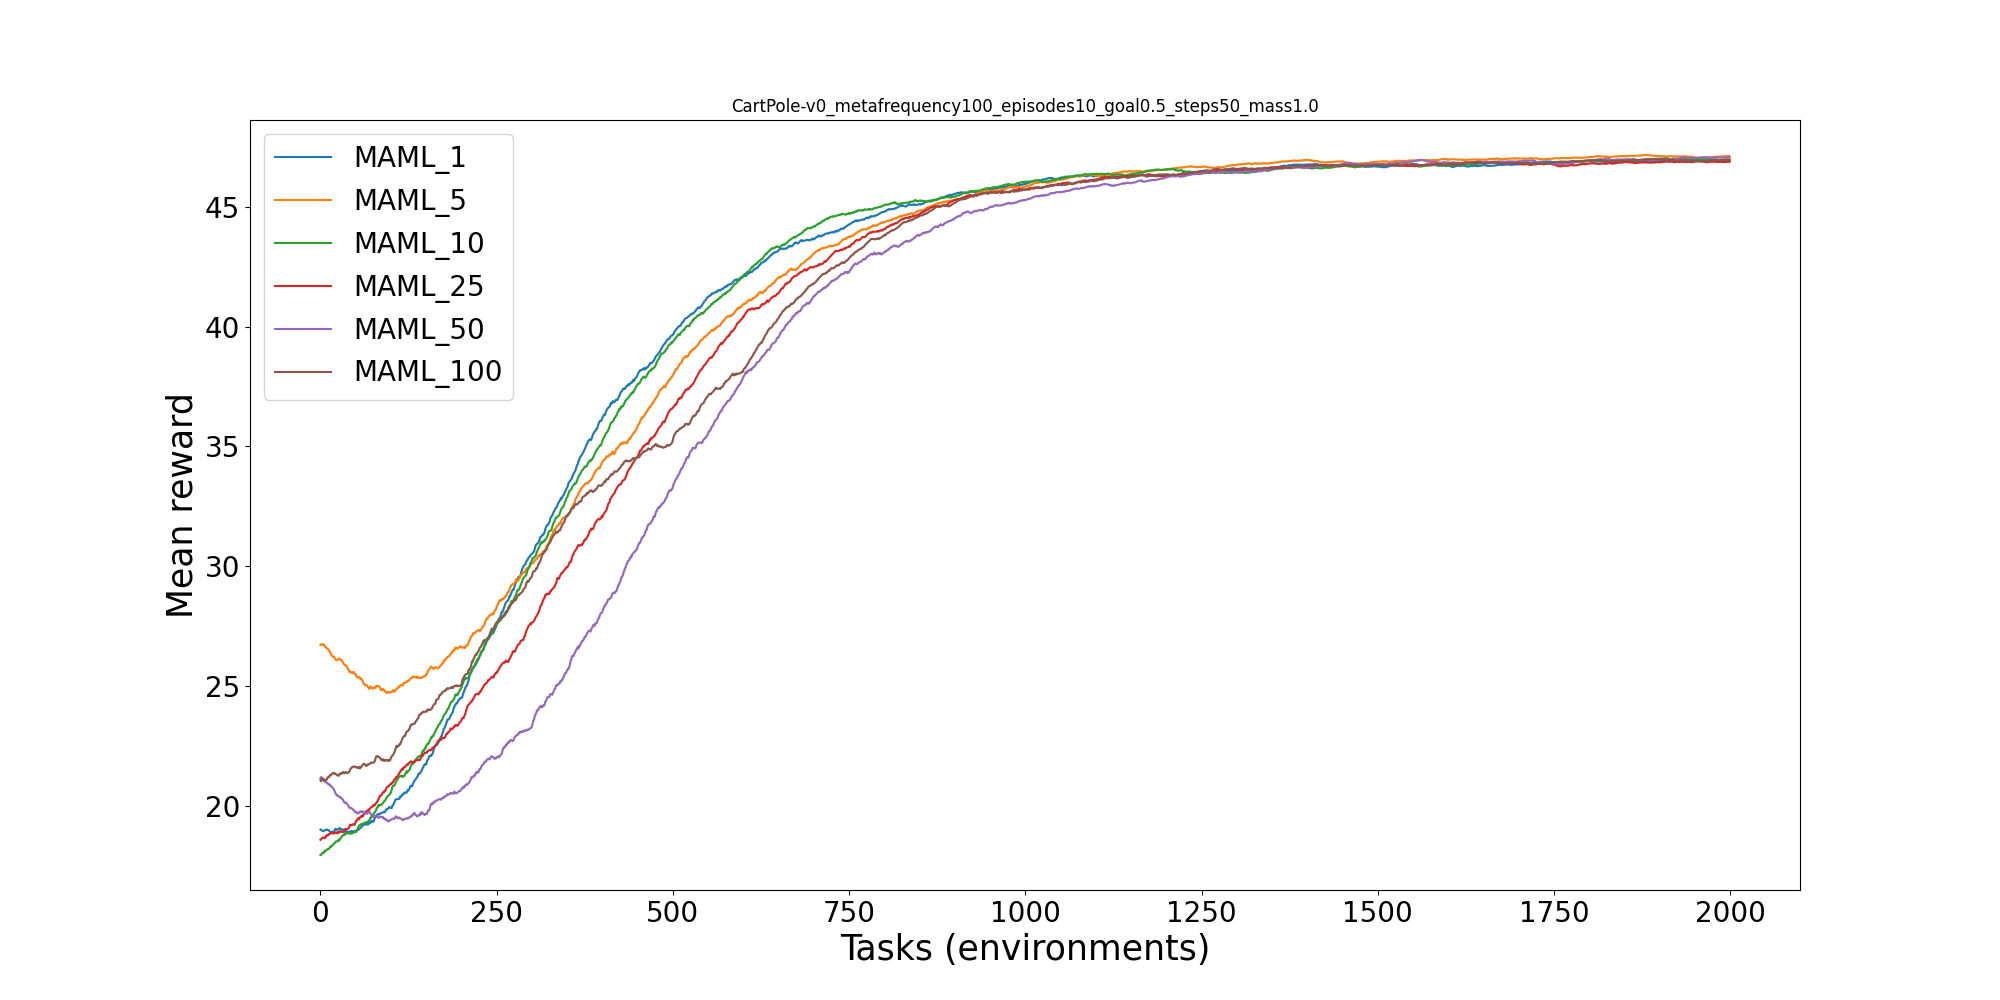 CartPole-v0_metafrequency100_episodes10_goal0.5_steps50_mass1.0
MAML_1
MAML_5
MAML_10
MAML_25
MAML_50
MAML_100
Mean reward
45
40
35
30
25
20
0 250 500 750 1000 1250 1500 1750 2000
Tasks (environments)